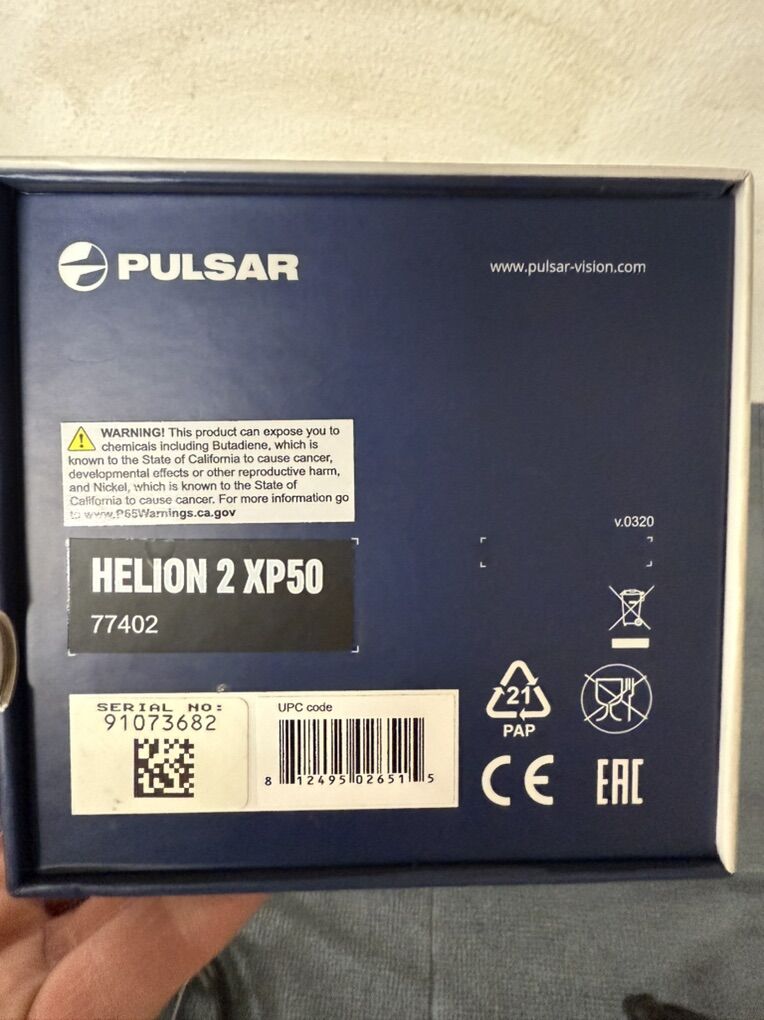 PULSAR
www.pulsar-vision.com
WARNING! This product can expose you to
chemicals including Butadiene, which is
known to the State of California to cause cancer,
developmental effects or other reproductive harm,
and Nickel, which is known to the State of
California to cause cancer. For more information go
to www.P65Warnings.ca.gov
v.0320
HELION 2 XP50
77402
SERIAL NO:
91073682
UPC code
8 12495 02651 5
21
PAP
CE
EAC